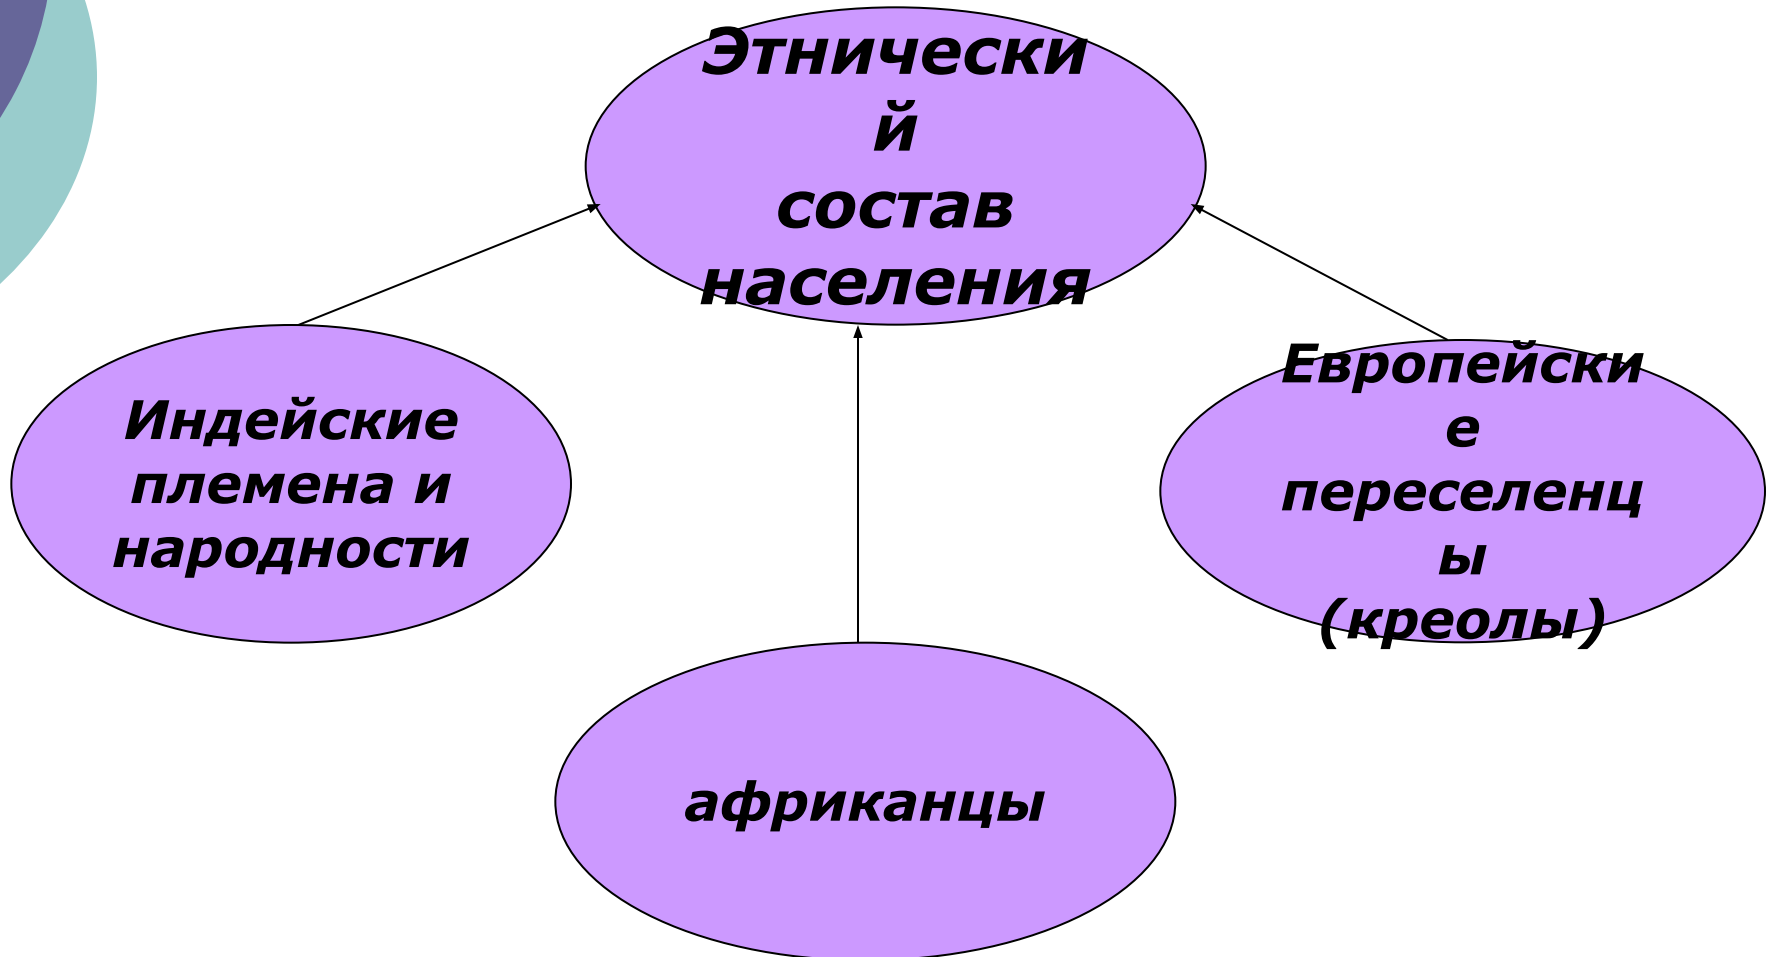 Этнически
й
состав
населения
Индейские
племена и
народности
Европейски
е
переселенц
ы
(креолы)
африканцы